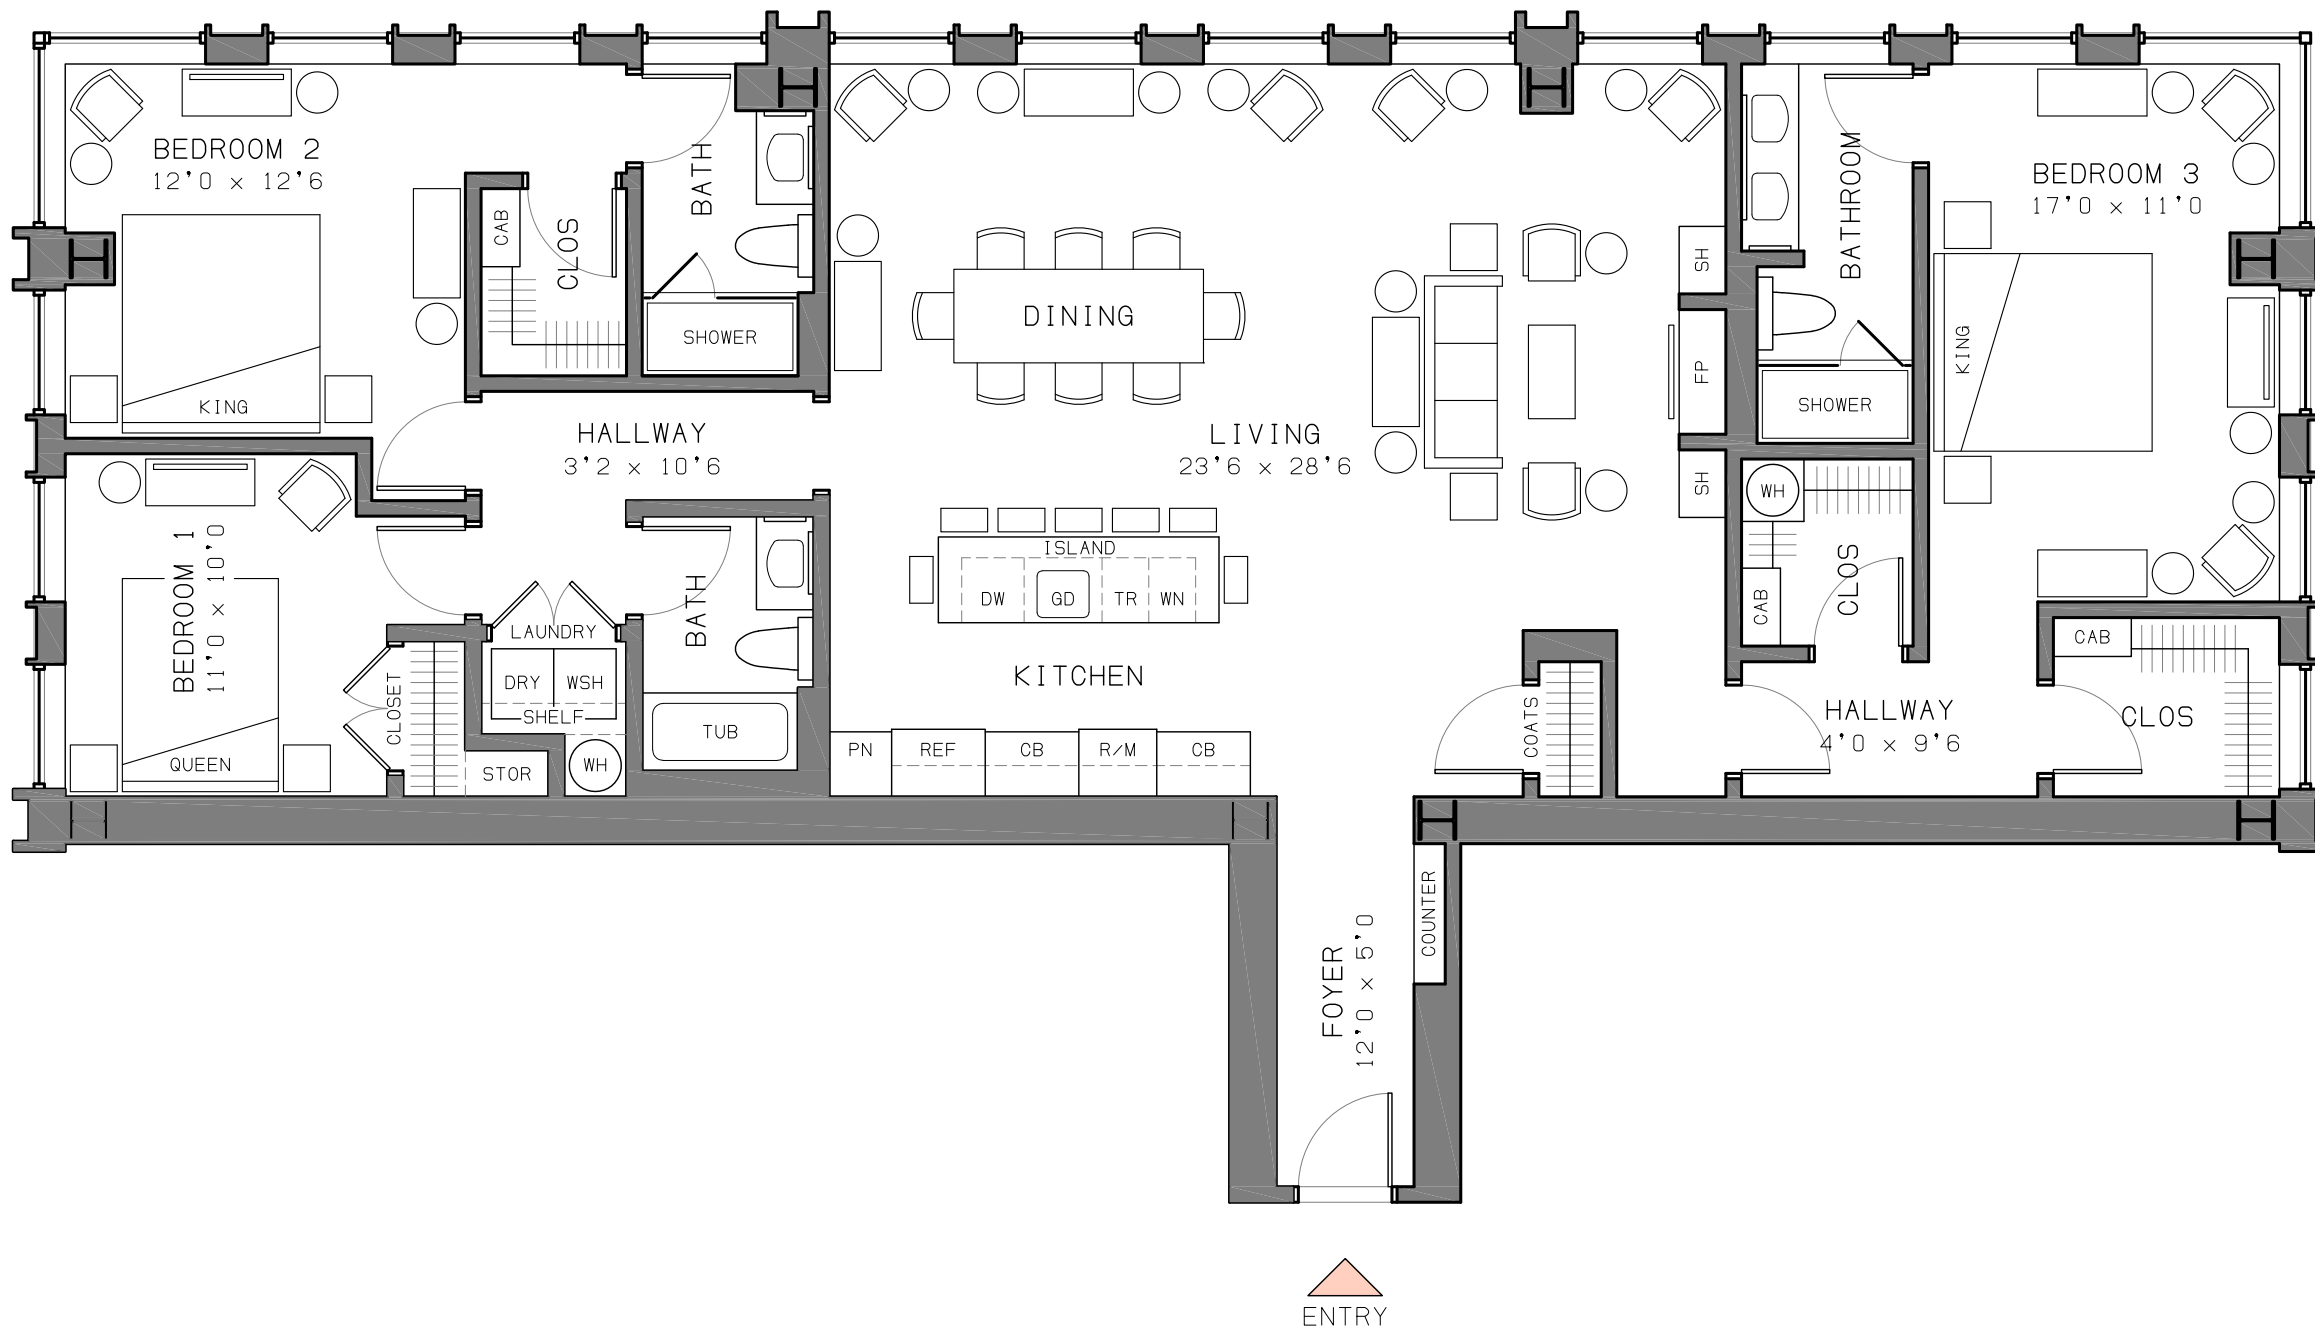 BEDROOM 2
12'0 x 12'6
KING
CAB
CLOS
BATH
SHOWER
HALLWAY
3'2 x 10'6
BEDROOM 1
11'0 x 10'0
QUEEN
CLOSET
LAUNDRY
DRY
WSH
SHELF
STOR
WH
BATH
TUB
DINING
LIVING
23'6 x 28'6
ISLAND
DW
GD
TR
WN
KITCHEN
PN
REF
CB
R/M
CB
SH
FP
SH
COATS
BATHROOM
SHOWER
WH
CAB
CLOS
BEDROOM 3
17'0 x 11'0
KING
HALLWAY
4'0 x 9'6
CAB
CLOS
FOYER
12'0 x 5'0
COUNTER
ENTRY